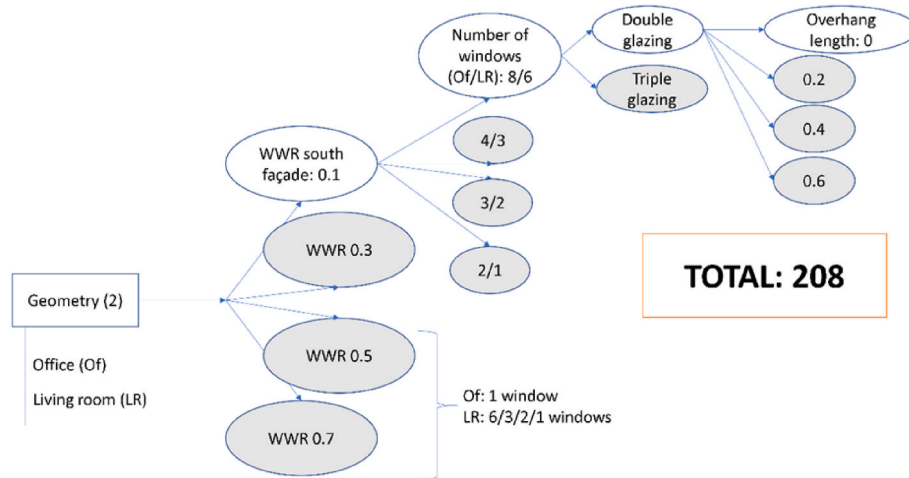 Number of
windows
(Of/LR): 8/6
Double
glazing
Overhang
length: 0
Triple
glazing
0.2
0.4
0.6
4/3
3/2
2/1
WWR south
façade: 0.1
WWR 0.3
WWR 0.5
WWR 0.7
Geometry (2)
Office (Of)
Living room (LR)
Of: 1 window
LR: 6/3/2/1 windows
TOTAL: 208